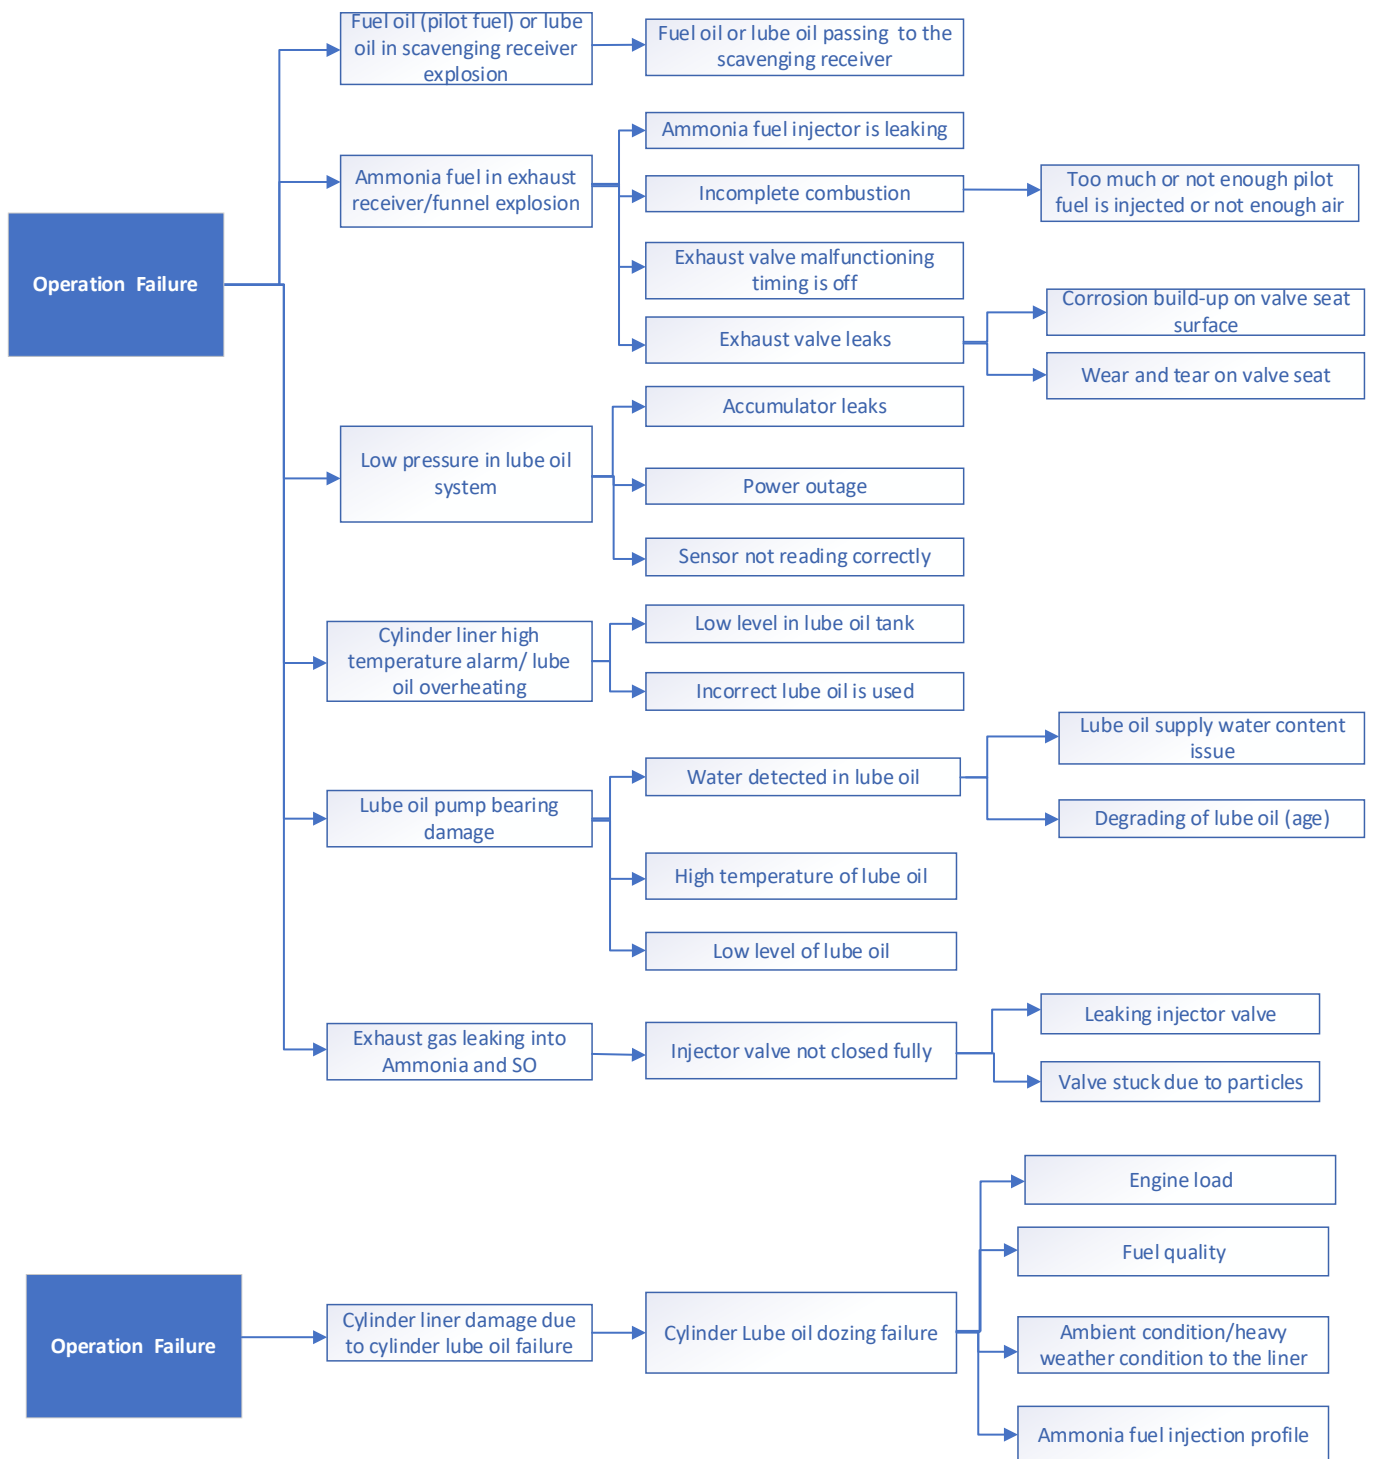 Fuel oil (pilot fuel) or lube
oil in scavenging receiver
explosion
Fuel oil or lube oil passing to the
scavenging receiver
Ammonia fuel in exhaust
receiver/funnel explosion
Ammonia fuel injector is leaking
Incomplete combustion
Too much or not enough pilot
fuel is injected or not enough air
Exhaust valve malfunctioning
timing is off
Exhaust valve leaks
Corrosion build-up on valve seat
surface
Wear and tear on valve seat
Operation Failure
Low pressure in lube oil
system
Accumulator leaks
Power outage
Sensor not reading correctly
Cylinder liner high
temperature alarm/ lube
oil overheating
Low level in lube oil tank
Incorrect lube oil is used
Lube oil pump bearing
damage
Water detected in lube oil
Lube oil supply water content
issue
Degrading of lube oil (age)
High temperature of lube oil
Low level of lube oil
Exhaust gas leaking into
Ammonia and SO
Injector valve not closed fully
Leaking injector valve
Valve stuck due to particles
Operation Failure
Cylinder liner damage due
to cylinder lube oil failure
Cylinder Lube oil dozing failure
Engine load
Fuel quality
Ambient condition/heavy
weather condition to the liner
Ammonia fuel injection profile